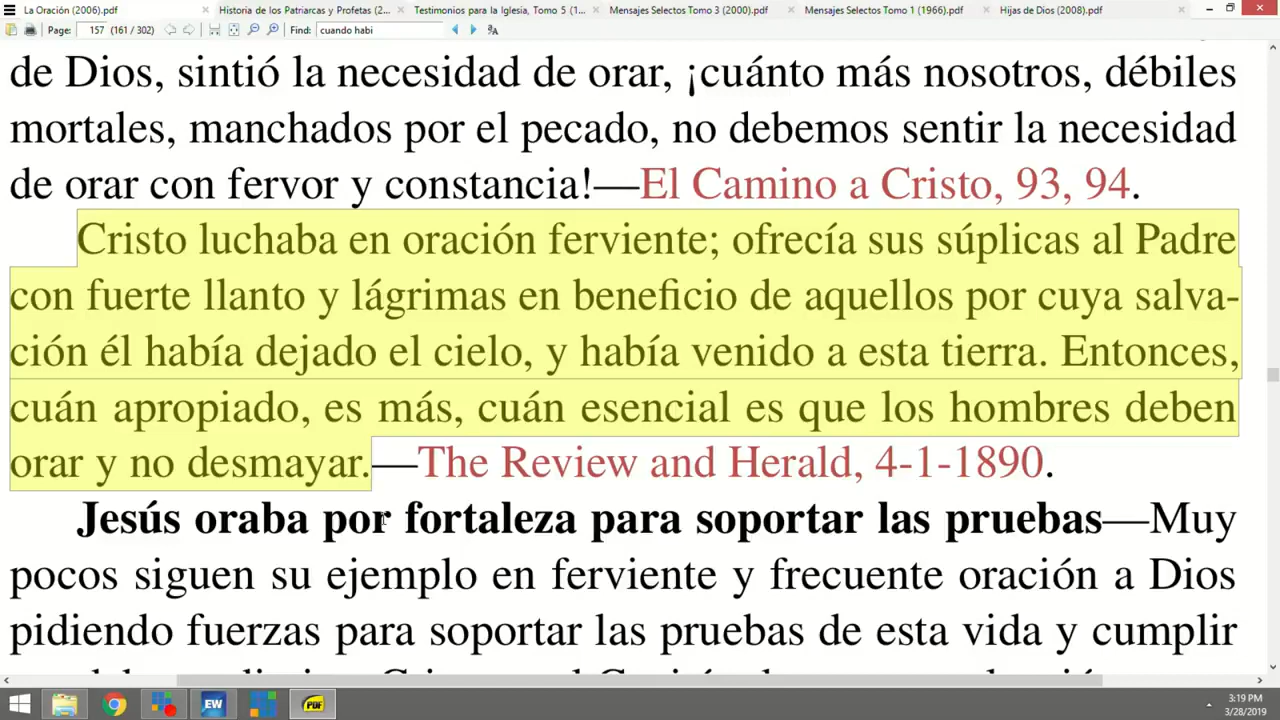 La Oración (2006).pdf
Historia de los Patriarcas y Profetas (2...
Testimonios para la Iglesia, Tomo 5 (1...
Mensajes Selectos Tomo 3 (2000).pdf
Mensajes Selectos Tomo 1 (1966).pdf
Hijas de Dios (2008).pdf
Page: 157 (161 / 302) Find: cuando habi
de Dios, sintió la necesidad de orar, ¡cuánto más nosotros, débiles
mortales, manchados por el pecado, no debemos sentir la necesidad
de orar con fervor y constancia!—El Camino a Cristo, 93, 94.
Cristo luchaba en oración ferviente; ofrecía sus súplicas al Padre
con fuerte llanto y lágrimas en beneficio de aquellos por cuya salva-
ción él había dejado el cielo, y había venido a esta tierra. Entonces,
cuán apropiado, es más, cuán esencial es que los hombres deben
orar y no desmayar.—The Review and Herald, 4-1-1890.
Jesús oraba por fortaleza para soportar las pruebas—Muy
pocos siguen su ejemplo en ferviente y frecuente oración a Dios
pidiendo fuerzas para soportar las pruebas de esta vida y cumplir
EW
PDF
3:19 PM
3/28/2019